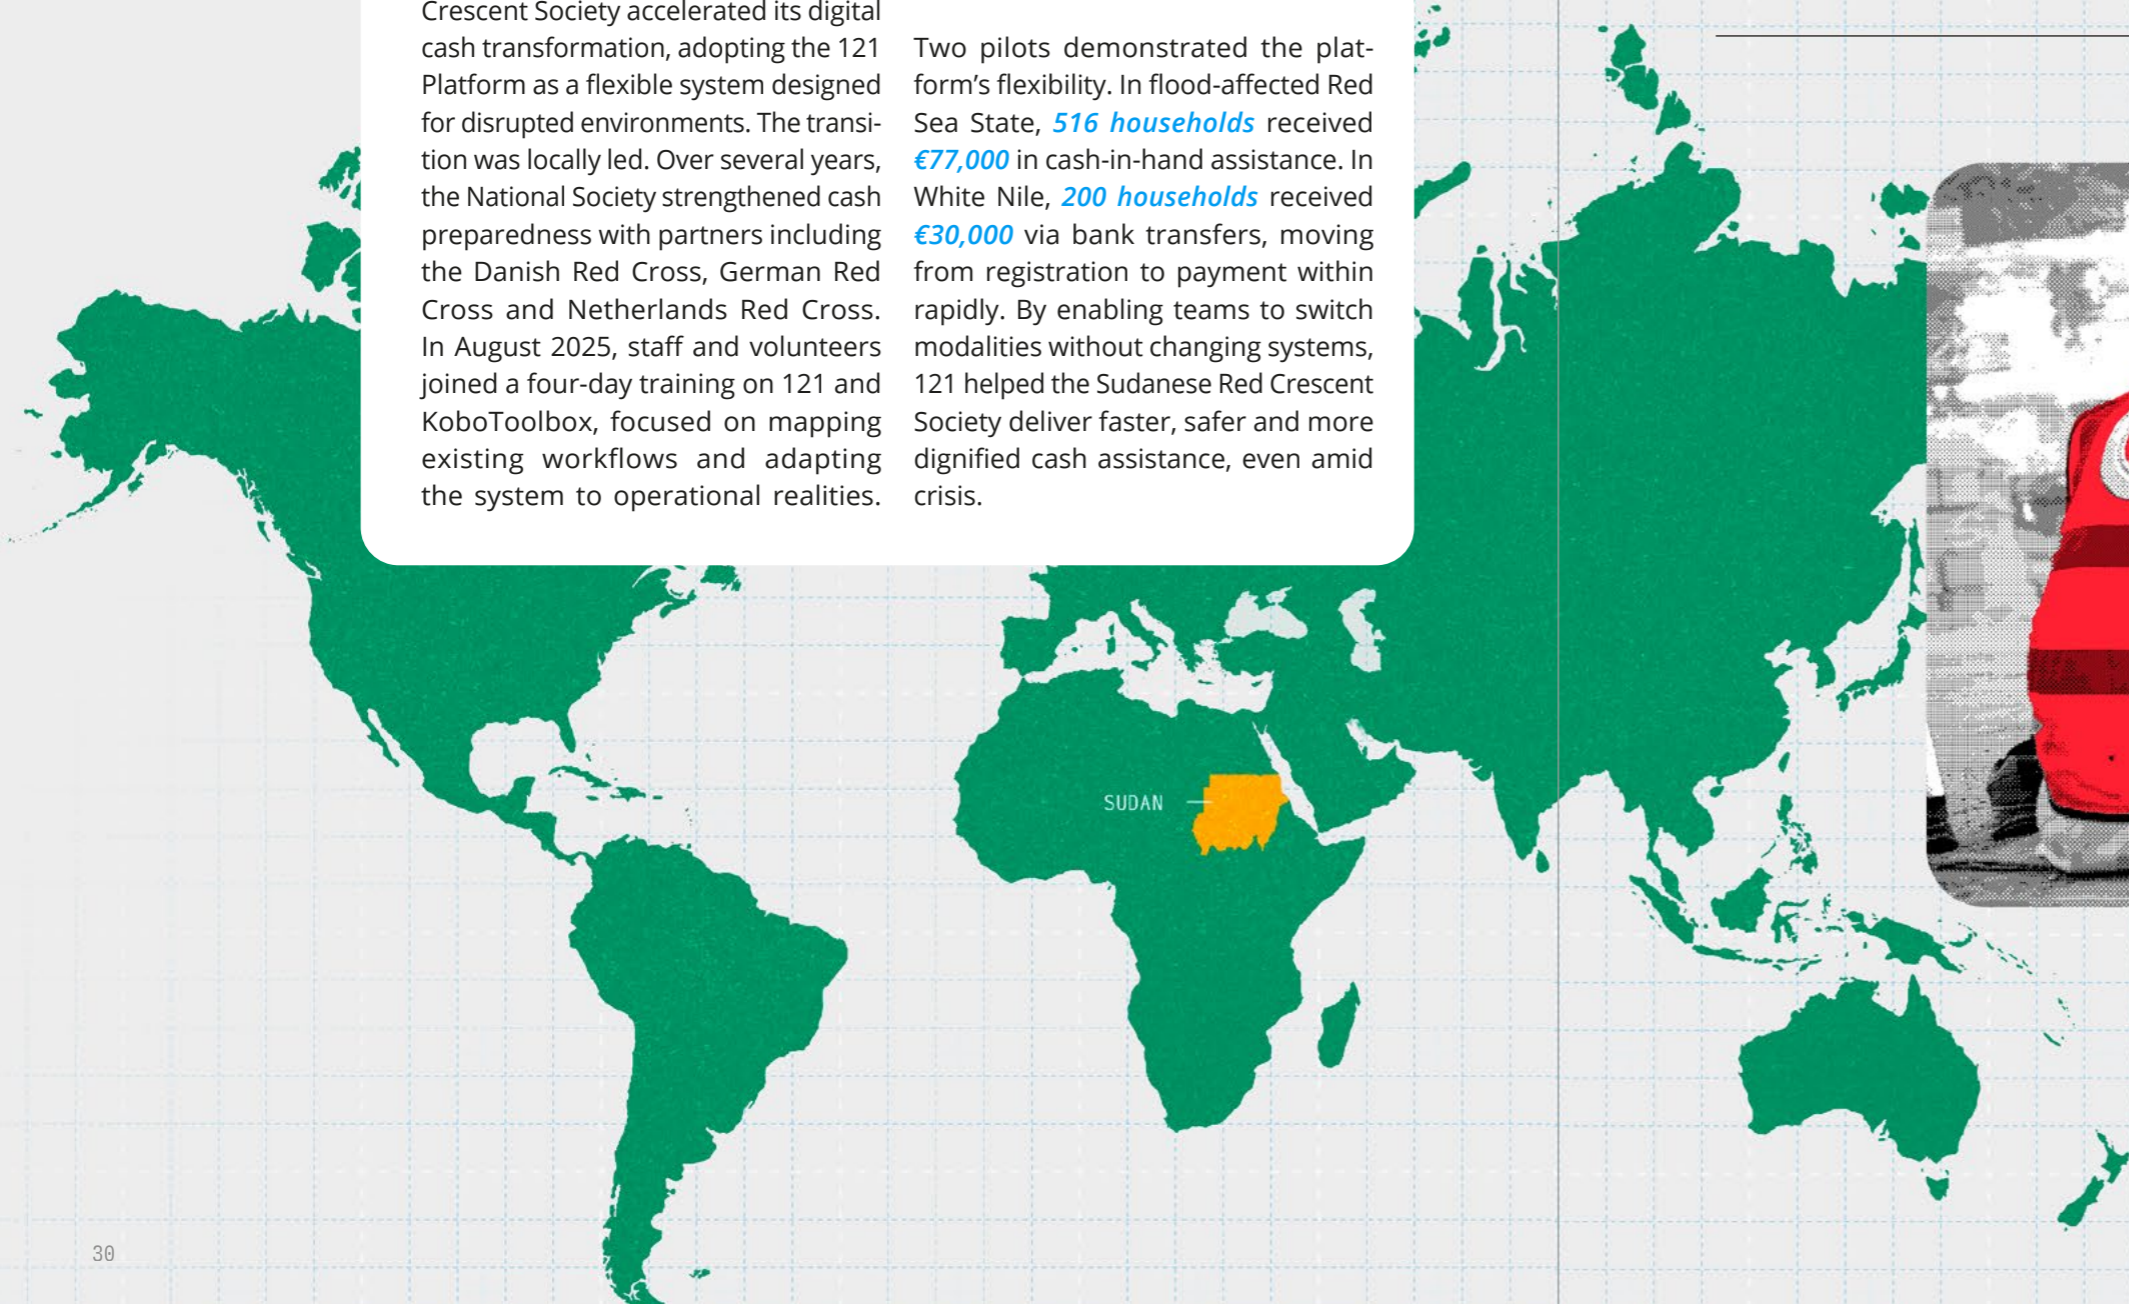 Crescent Society accelerated its digital
cash transformation, adopting the 121
Platform as a flexible system designed
for disrupted environments. The transi-
tion was locally led. Over several years,
the National Society strengthened cash
preparedness with partners including
the Danish Red Cross, German Red
Cross and Netherlands Red Cross.
In August 2025, staff and volunteers
joined a four-day training on 121 and
KoboToolbox, focused on mapping
existing workflows and adapting
the system to operational realities.
Two pilots demonstrated the plat-
form’s flexibility. In flood-affected Red
Sea State, 516 households received
€77,000 in cash-in-hand assistance. In
White Nile, 200 households received
€30,000 via bank transfers, moving
from registration to payment within
rapidly. By enabling teams to switch
modalities without changing systems,
121 helped the Sudanese Red Crescent
Society deliver faster, safer and more
dignified cash assistance, even amid
crisis.
SUDAN
30